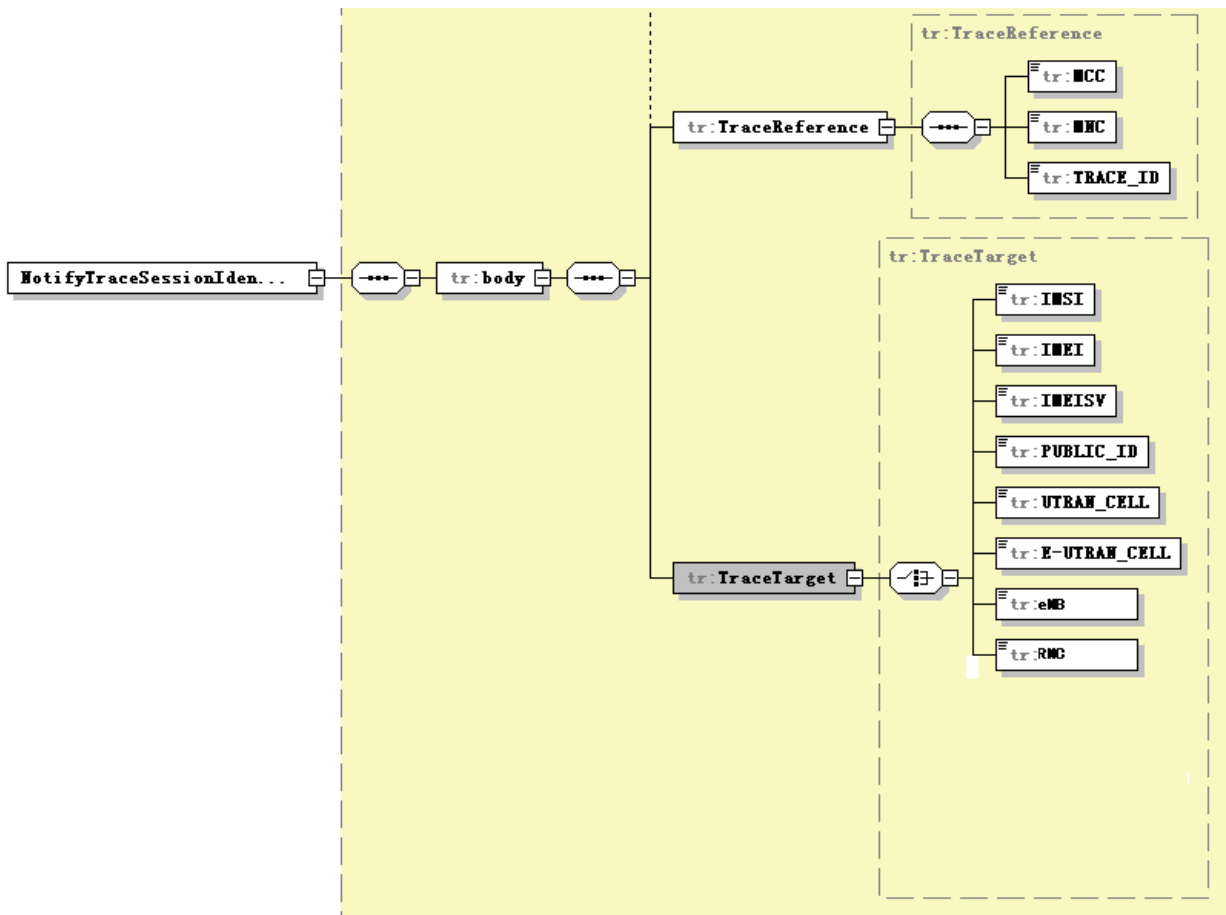 tr:TraceReference
tr:MCC
tr:TraceReference
tr:MNC
tr:TRACE_ID
tr:TraceTarget
NotifyTraceSessionIden...
tr:body
tr:IMSI
tr:IMEI
tr:IMEISV
tr:PUBLIC_ID
tr:UTRAN_CELL
tr:E-UTRAN_CELL
tr:TraceTarget
tr:eNB
tr:RNC